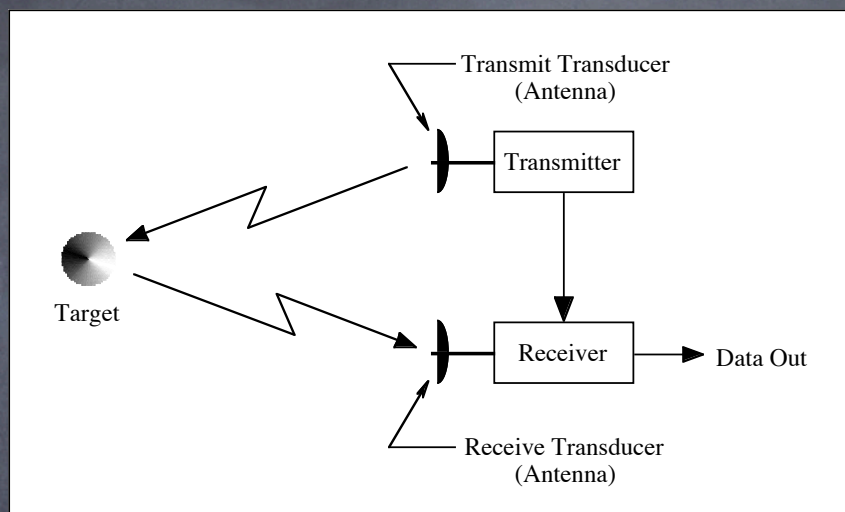 Transmit Transducer
(Antenna)
Transmitter
Target
Receiver
Data Out
Receive Transducer
(Antenna)